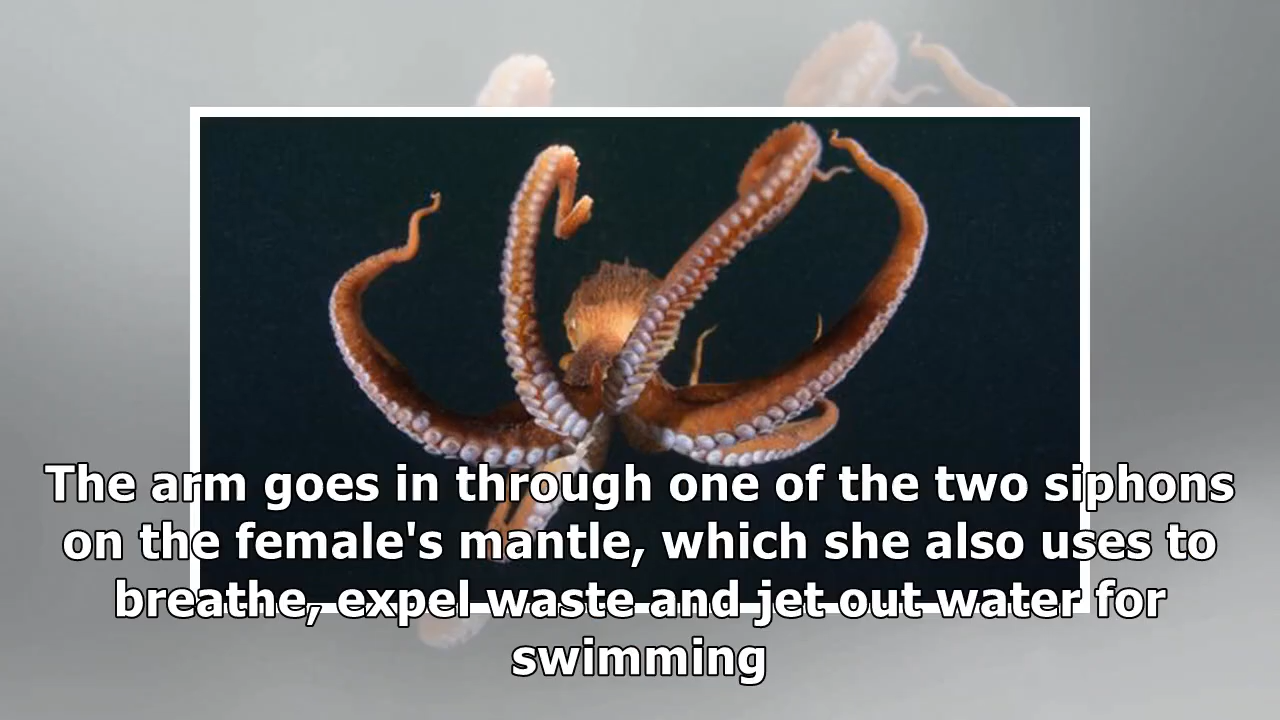 The arm goes in through one of the two siphons
on the female's mantle, which she also uses to
breathe, expel waste and jet out water for
swimming